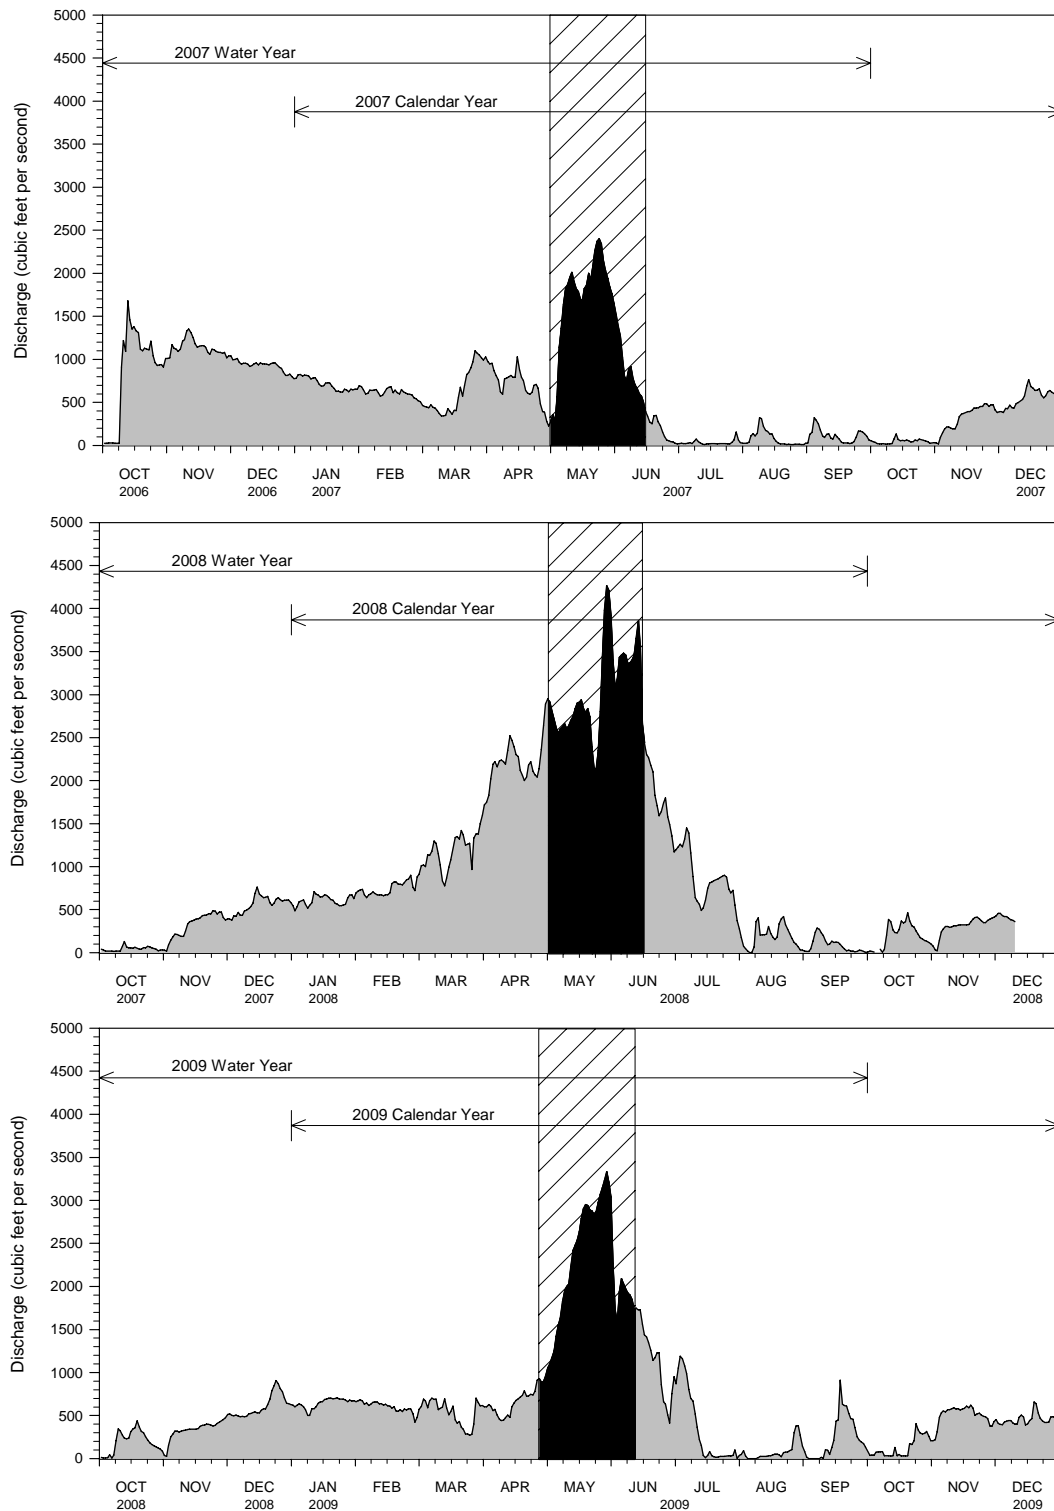 5000
4500
4000
3500
3000
2500
2000
1500
1000
500
0
Discharge (cubic feet per second)
2007 Water Year
2007 Calendar Year
OCT NOV DEC JAN FEB MAR APR MAY JUN JUL AUG SEP OCT NOV DEC
2006 2006 2007 2007 2007
5000
4500
4000
3500
3000
2500
2000
1500
1000
500
0
Discharge (cubic feet per second)
2008 Water Year
2008 Calendar Year
OCT NOV DEC JAN FEB MAR APR MAY JUN JUL AUG SEP OCT NOV DEC
2007 2007 2008 2008 2008
5000
4500
4000
3500
3000
2500
2000
1500
1000
500
0
Discharge (cubic feet per second)
2009 Water Year
2009 Calendar Year
OCT NOV DEC JAN FEB MAR APR MAY JUN JUL AUG SEP OCT NOV DEC
2008 2008 2009 2009 2009